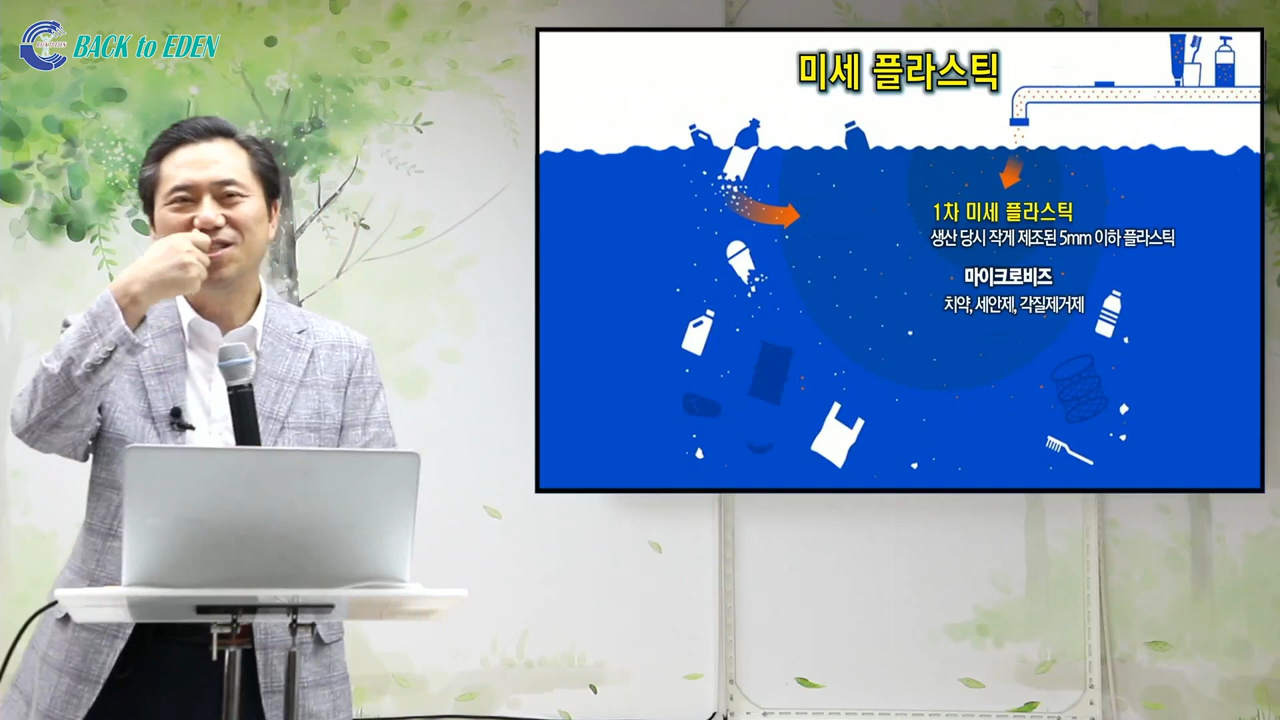 BACK to EDEN
미세 플라스틱
1차 미세 플라스틱
생산 당시 작게 제조된 5mm 이하 플라스틱
마이크로비즈
치약, 세안제, 각질제거제